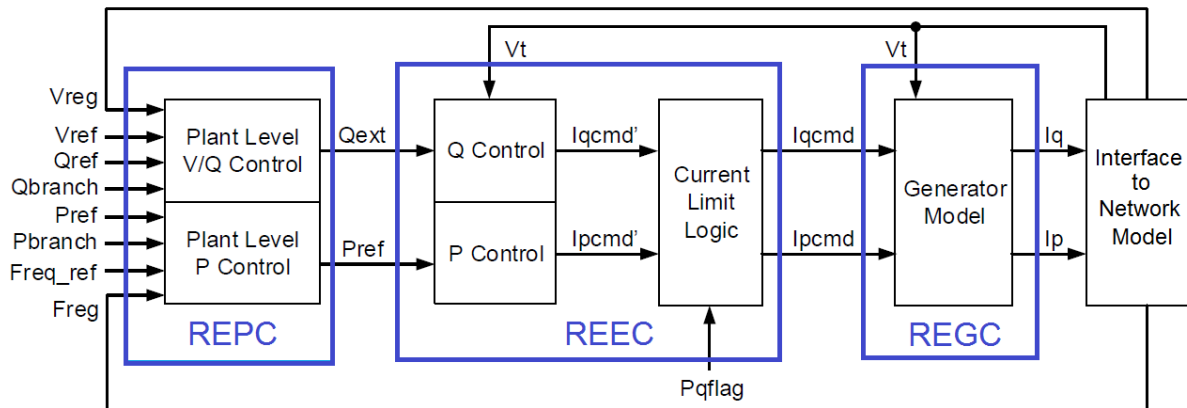 Vt
Vt
Vreg
Vref
Qref
Qbranch
Pref
Pbranch
Freq_ref
Freg
Plant Level
V/Q Control
Plant Level
P Control
REPC
Qext
Pref
Q Control
P Control
Iqcmd’
Ipcmd’
Current
Limit
Logic
REEC
Pqflag
Iqcmd
Ipcmd
Generator
Model
REGC
Iq
Ip
Interface
to
Network
Model